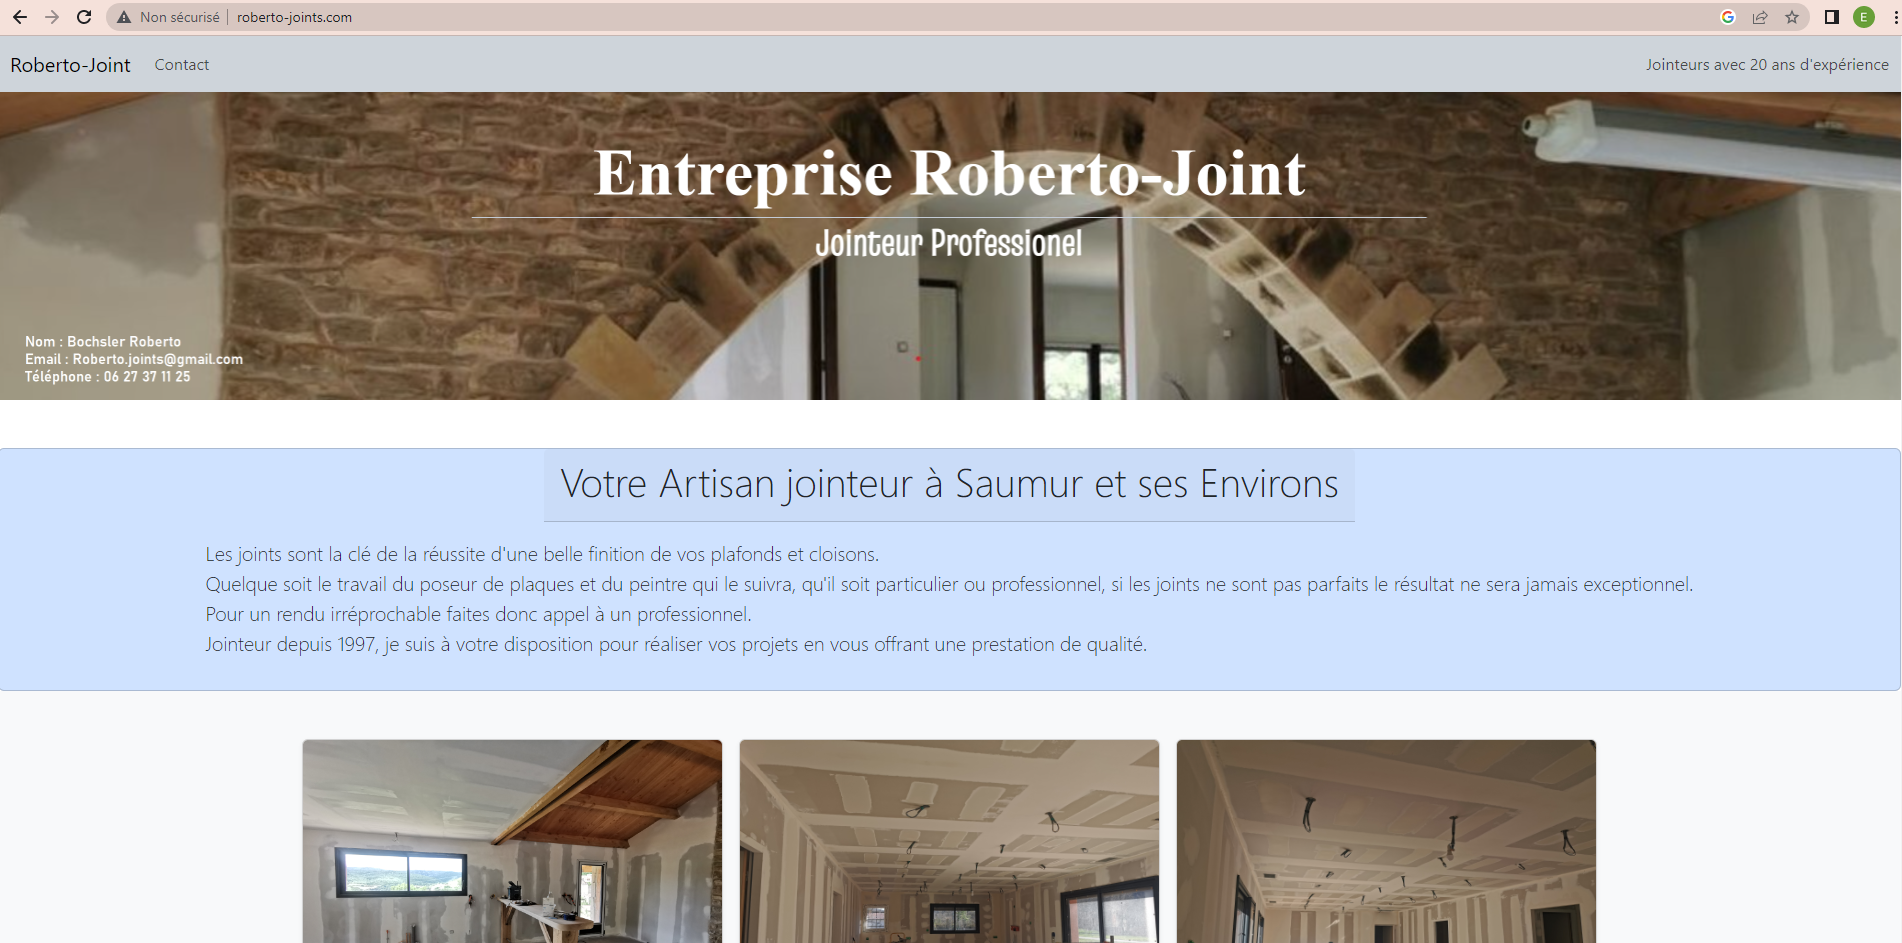 Non sécurisé
roberto-joints.com
E
Roberto-Joint
Contact
Jointeurs avec 20 ans d'expérience
Entreprise Roberto-Joint
Jointeur Professionel
Nom : Bochsler Roberto
Email : Roberto.joints@gmail.com
Téléphone : 06 27 37 11 25
Votre Artisan jointeur à Saumur et ses Environs
Les joints sont la clé de la réussite d'une belle finition de vos plafonds et cloisons.
Quelque soit le travail du poseur de plaques et du peintre qui le suivra, qu'il soit particulier ou professionnel, si les joints ne sont pas parfaits le résultat ne sera jamais exceptionnel.
Pour un rendu irréprochable faites donc appel à un professionnel.
Jointeur depuis 1997, je suis à votre disposition pour réaliser vos projets en vous offrant une prestation de qualité.